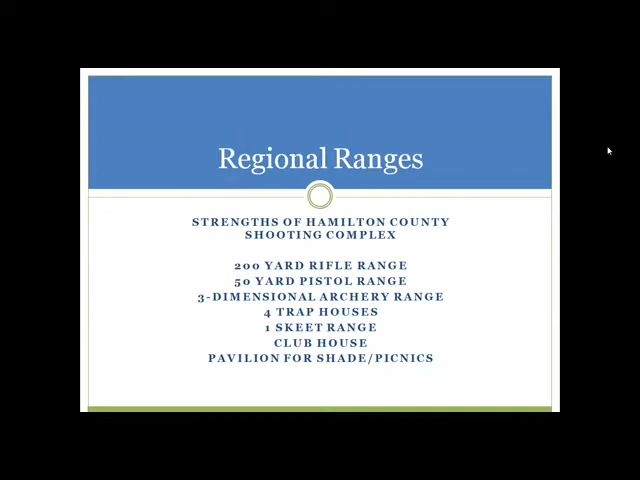 Regional Ranges
STRENGTHS OF HAMILTON COUNTY
SHOOTING COMPLEX
200 YARD RIFLE RANGE
50 YARD PISTOL RANGE
3-DIMENSIONAL ARCHERY RANGE
4 TRAP HOUSES
1 SKEET RANGE
CLUB HOUSE
PAVILION FOR SHADE/PICNICS